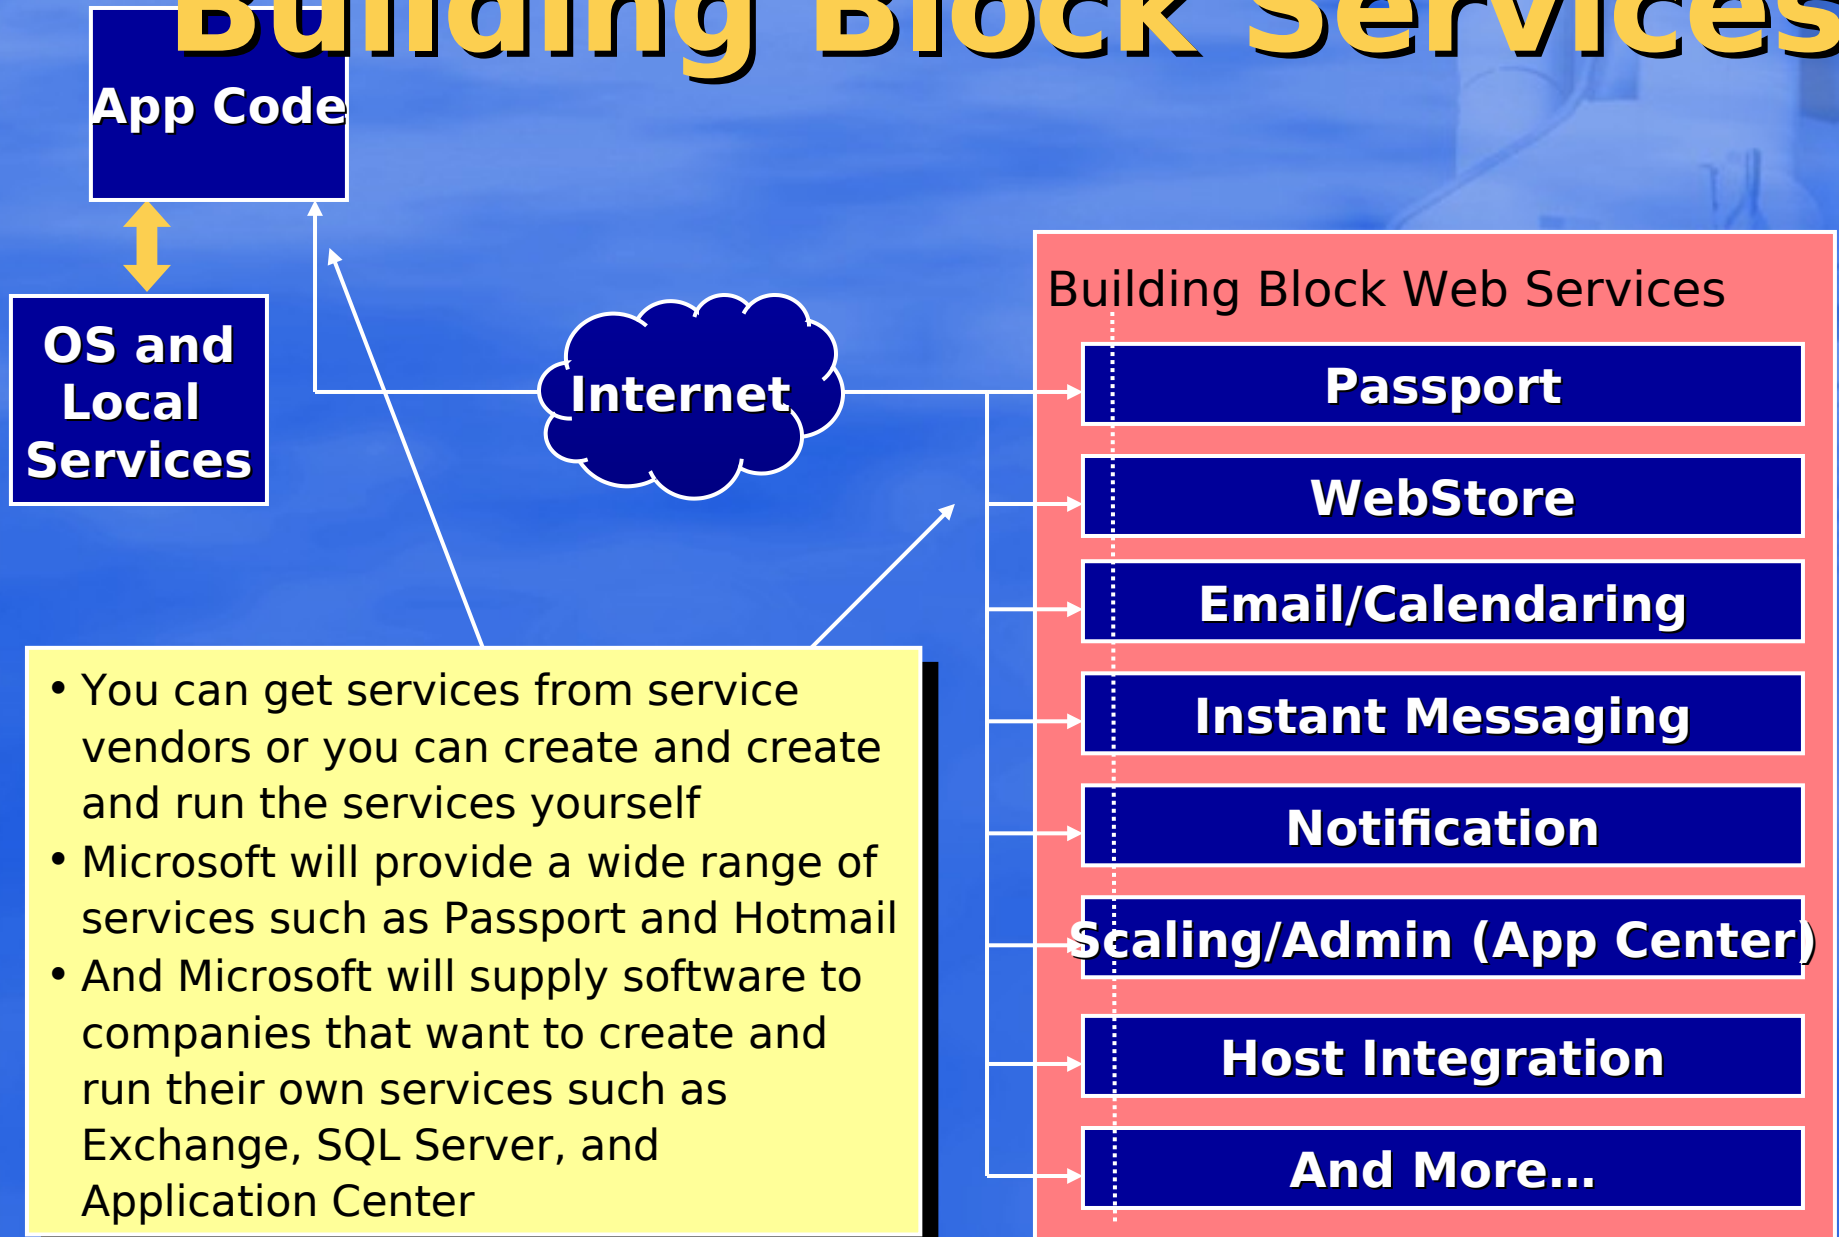 Building Block Services
App Code
OS and
Local
Services
Internet
Building Block Web Services
Passport
WebStore
Email/Calendaring
Instant Messaging
Notification
Scaling/Admin (App Center)
Host Integration
And More...
• You can get services from service
vendors or you can create and create
and run the services yourself
• Microsoft will provide a wide range of
services such as Passport and Hotmail
• And Microsoft will supply software to
companies that want to create and
run their own services such as
Exchange, SQL Server, and
Application Center